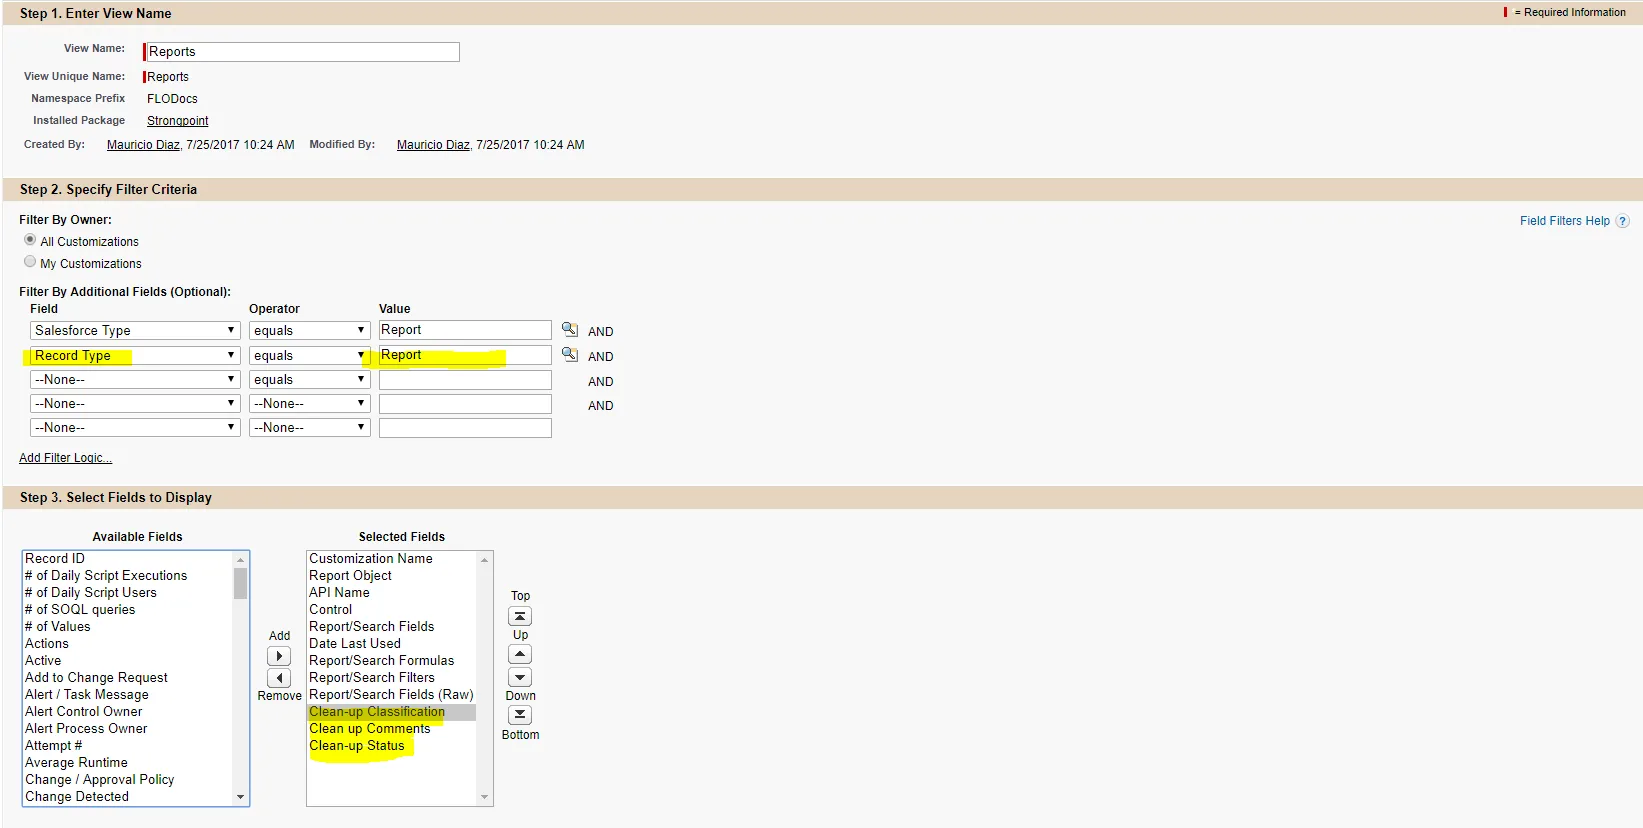 Step 1. Enter View Name
= Required Information
View Name: Reports
View Unique Name: Reports
Namespace Prefix FLODocs
Installed Package Strongpoint
Created By: Mauricio Diaz, 7/25/2017 10:24 AM Modified By: Mauricio Diaz, 7/25/2017 10:24 AM
Step 2. Specify Filter Criteria
Filter By Owner:
Field Filters Help ?
All Customizations
My Customizations
Filter By Additional Fields (Optional):
Field Operator Value
Salesforce Type equals Report AND
Record Type equals Report AND
--None-- equals AND
--None-- --None-- AND
--None-- --None--
Add Filter Logic...
Step 3. Select Fields to Display
Available Fields
Record ID
# of Daily Script Executions
# of Daily Script Users
# of SOQL queries
# of Values
Actions
Active
Add to Change Request
Alert / Task Message
Alert Control Owner
Alert Process Owner
Attempt #
Average Runtime
Change / Approval Policy
Change Detected
Add
Remove
Selected Fields
Customization Name
Report Object
API Name
Control
Report/Search Fields
Date Last Used
Report/Search Formulas
Report/Search Filters
Report/Search Fields (Raw)
Clean-up Classification
Clean up Comments
Clean-up Status
Top
Up
Down
Bottom